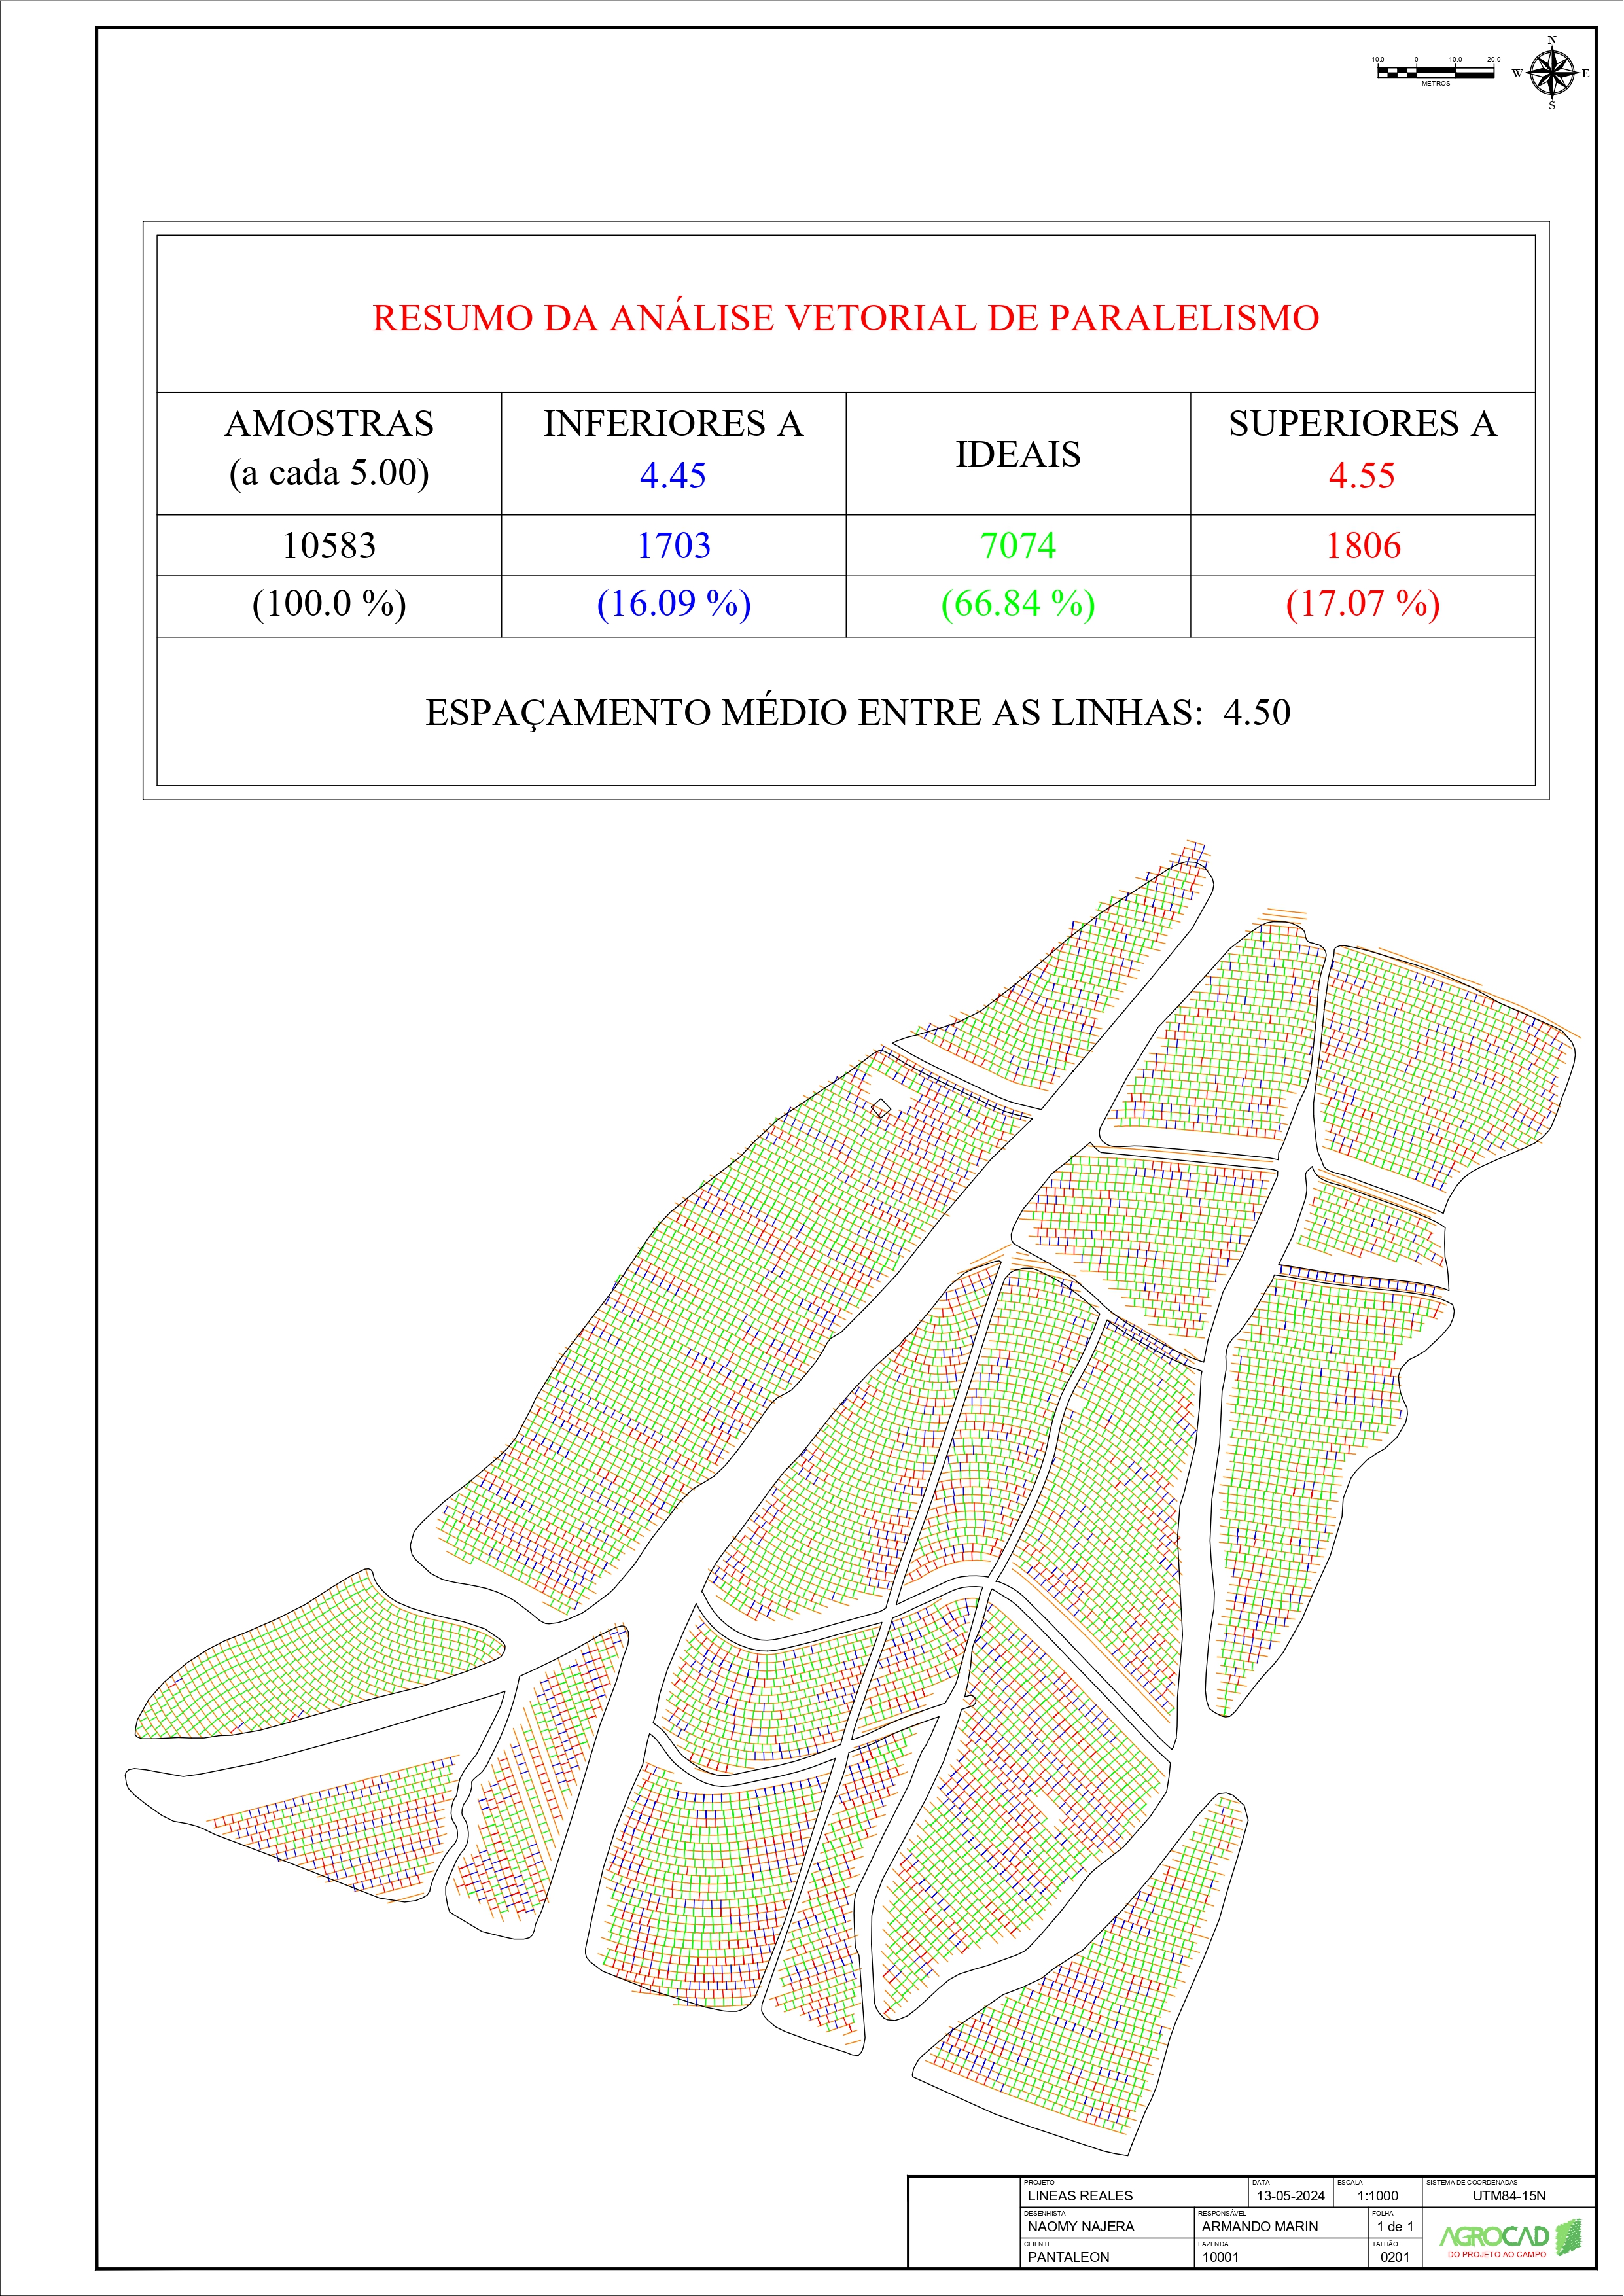 N
10.0 0 10.0 20.0
W E
METROS
S
RESUMO DA ANÁLISE VETORIAL DE PARALELISMO
AMOSTRAS
(a cada 5.00)
INFERIORES A
4.45
IDEAIS
SUPERIORES A
4.55
10583 1703 7074 1806
(100.0 %) (16.09 %) (66.84 %) (17.07 %)
ESPAÇAMENTO MÉDIO ENTRE AS LINHAS: 4.50
PROJETO DATA ESCALA SISTEMA DE COORDENADAS
LINEAS REALES 13-05-2024 1:1000 UTM84-15N
DESENHISTA RESPONSÁVEL FOLHA
NAOMY NAJERA ARMANDO MARIN 1 de 1
CLIENTE FAZENDA TALHÃO
PANTALEON 10001 0201
AGROCAD
DO PROJETO AO CAMPO